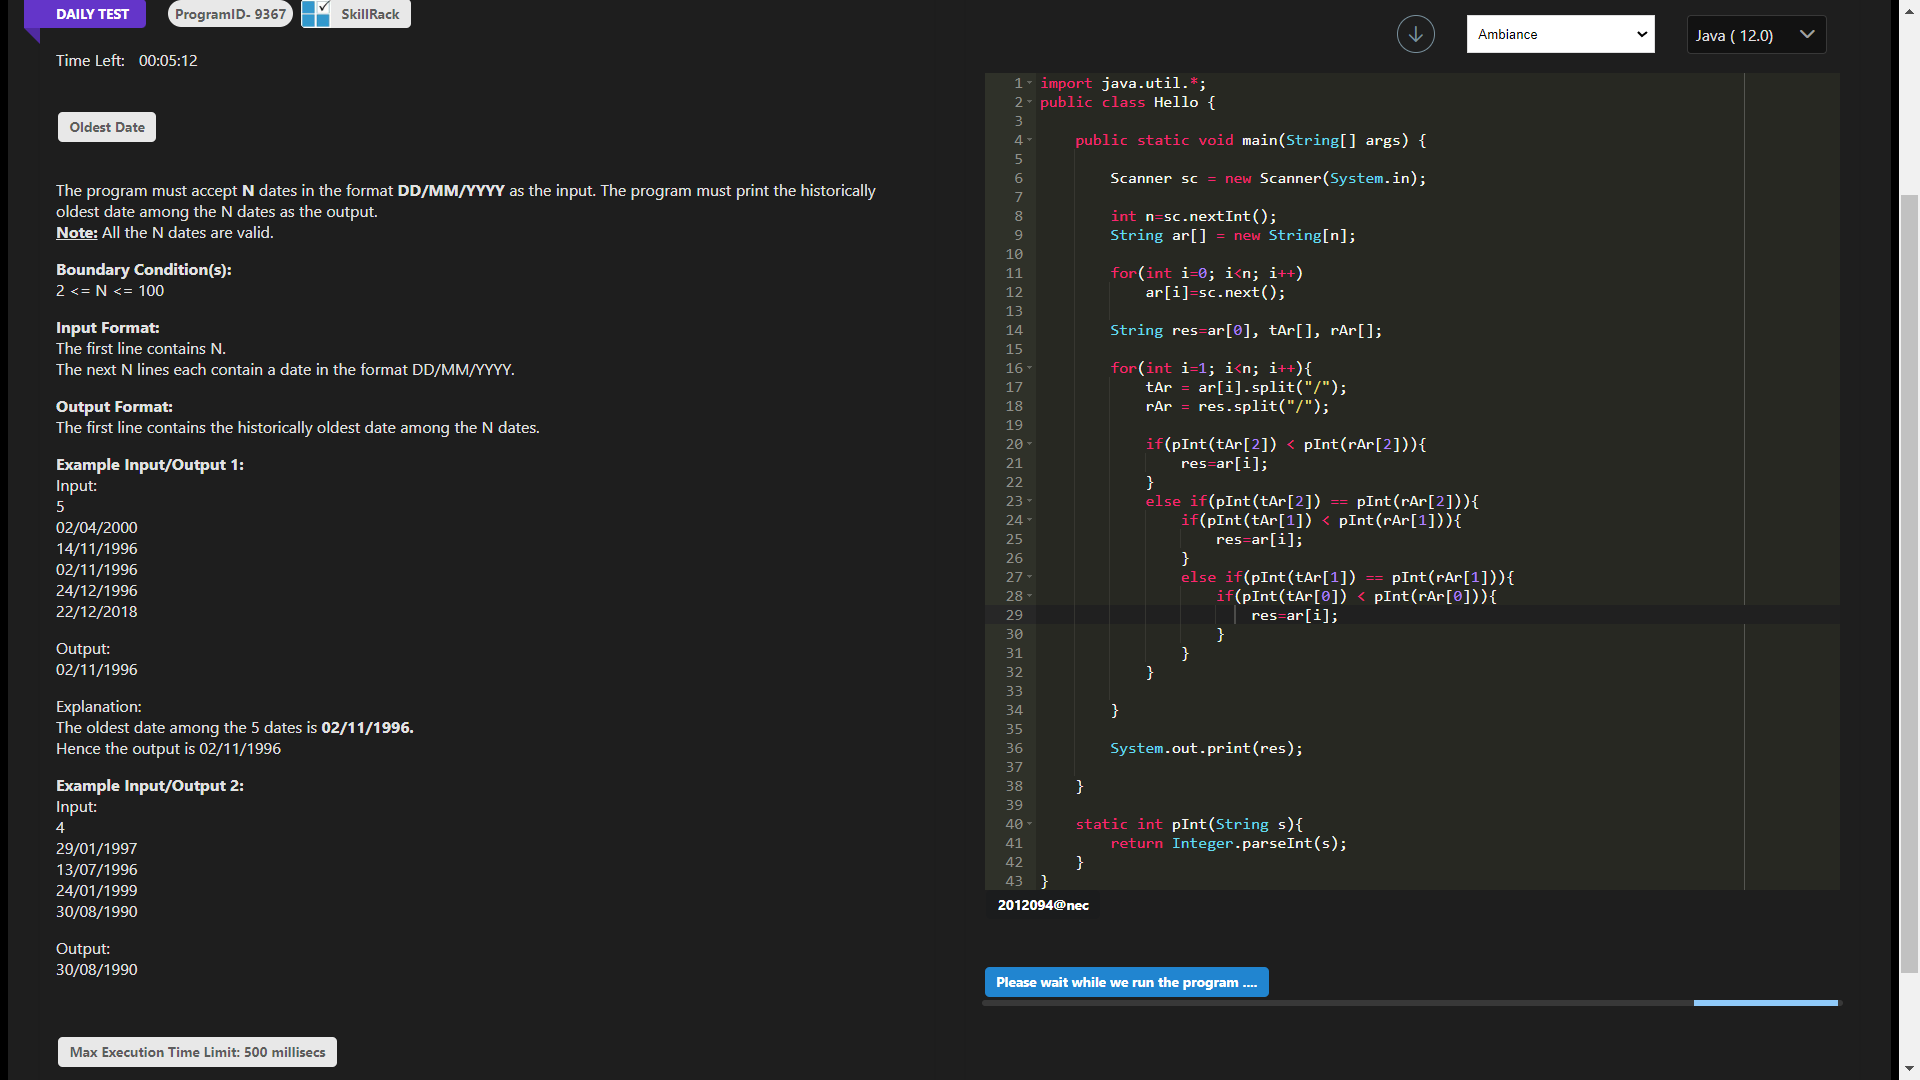 DAILY TEST
ProgramID- 9367
SkillRack
Time Left: 00:05:12
Ambiance
Java ( 12.0)
Oldest Date
The program must accept N dates in the format DD/MM/YYYY as the input. The program must print the historically
oldest date among the N dates as the output.
Note: All the N dates are valid.
Boundary Condition(s):
2 <= N <= 100
Input Format:
The first line contains N.
The next N lines each contain a date in the format DD/MM/YYYY.
Output Format:
The first line contains the historically oldest date among the N dates.
Example Input/Output 1:
Input:
5
02/04/2000
14/11/1996
02/11/1996
24/12/1996
22/12/2018
Output:
02/11/1996
Explanation:
The oldest date among the 5 dates is 02/11/1996.
Hence the output is 02/11/1996
Example Input/Output 2:
Input:
4
29/01/1997
13/07/1996
24/01/1999
30/08/1990
Output:
30/08/1990
Max Execution Time Limit: 500 millisecs
1 import java.util.*;
2 public class Hello {
3
4     public static void main(String[] args) {
5
6         Scanner sc = new Scanner(System.in);
7
8         int n=sc.nextInt();
9         String ar[] = new String[n];
10
11         for(int i=0; i<n; i++)
12             ar[i]=sc.next();
13
14         String res=ar[0], tAr[], rAr[];
15
16         for(int i=1; i<n; i++){
17             tAr = ar[i].split("/");
18             rAr = res.split("/");
19
20             if(pInt(tAr[2]) < pInt(rAr[2])){
21                 res=ar[i];
22             }
23             else if(pInt(tAr[2]) == pInt(rAr[2])){
24                 if(pInt(tAr[1]) < pInt(rAr[1])){
25                     res=ar[i];
26                 }
27                 else if(pInt(tAr[1]) == pInt(rAr[1])){
28                     if(pInt(tAr[0]) < pInt(rAr[0])){
29                         res=ar[i];
30                     }
31                 }
32             }
33
34         }
35
36         System.out.print(res);
37
38     }
39
40     static int pInt(String s){
41         return Integer.parseInt(s);
42     }
43 }
2012094@nec
Please wait while we run the program ....